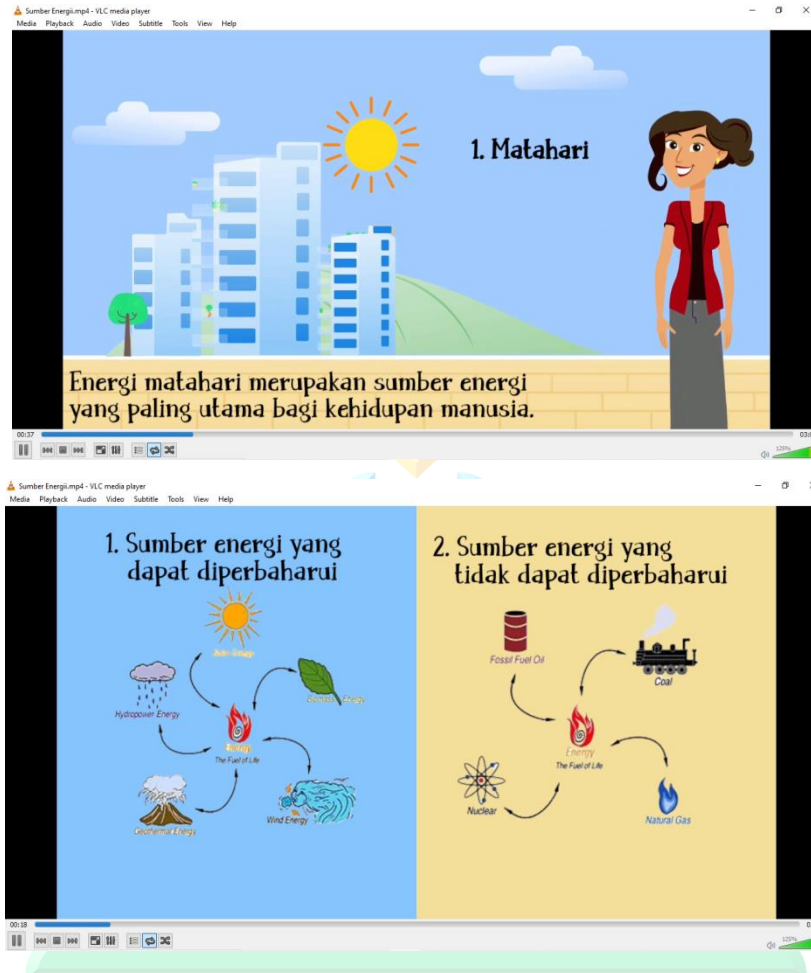 Sumber Energii.mp4 - VLC media player
Media Playback Audio Video Subtitle Tools View Help
1. Matahari
Energi matahari merupakan sumber energi
yang paling utama bagi kehidupan manusia.
00:37
125%
Sumber Energii.mp4 - VLC media player
Media Playback Audio Video Subtitle Tools View Help
1. Sumber energi yang
dapat diperbaharui
Hydropower Energy
Energy
The Fuel of Life
Geothermal Energy
Wind Energy
2. Sumber energi yang
tidak dapat diperbaharui
Fossil Fuel Oil
Coal
Energy
The Fuel of Life
Nuclear
Natural Gas
00:18
125%